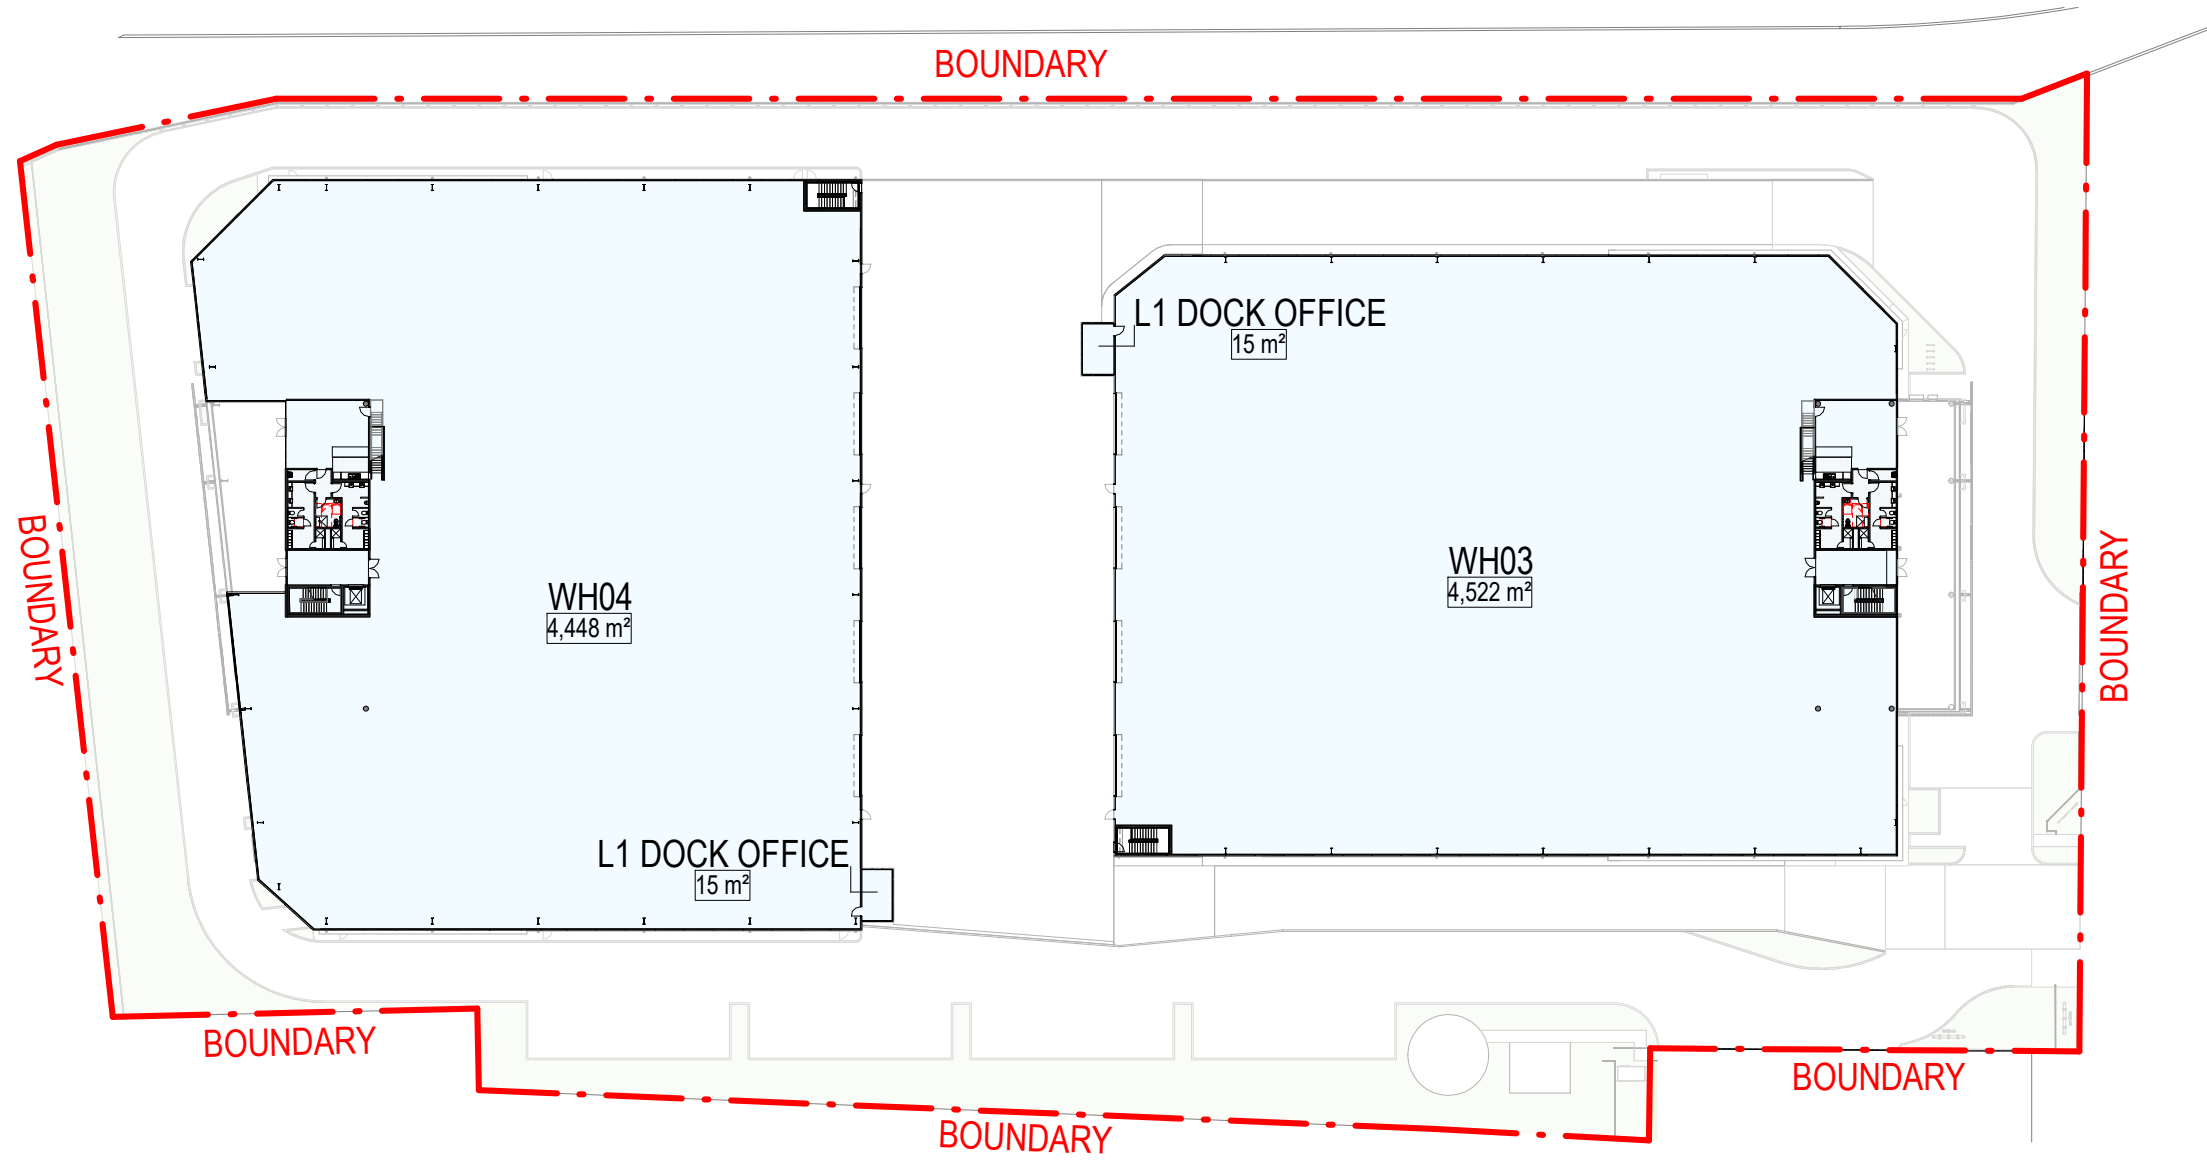 BOUNDARY
L1 DOCK OFFICE
15 m²
BOUNDARY
WH04
4,448 m²
WH03
4,522 m²
BOUNDARY
L1 DOCK OFFICE
15 m²
BOUNDARY
BOUNDARY
BOUNDARY